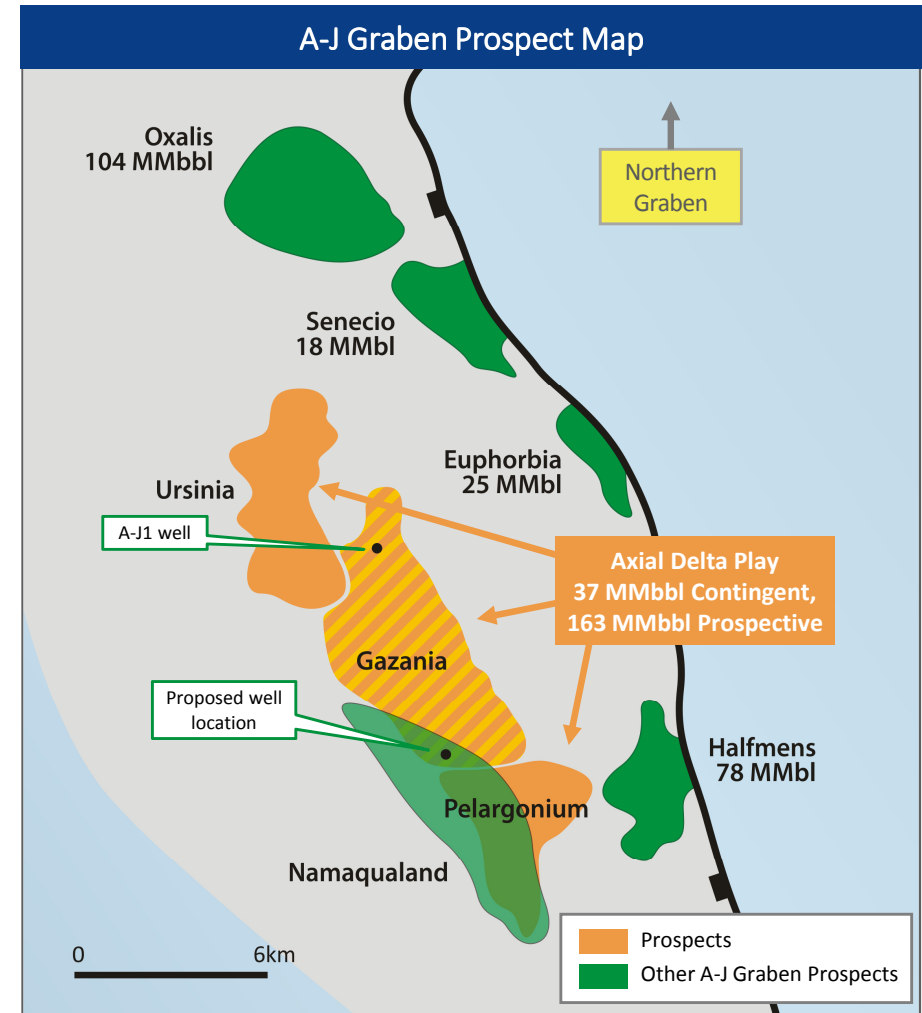 A-J Graben Prospect Map
Oxalis
104 MMbbl
Northern
Graben
Senecio
18 MMbl
Euphorbia
25 MMbl
Ursinia
A-J1 well
Axial Delta Play
37 MMbbl Contingent,
163 MMbbl Prospective
Gazania
Proposed well
location
Halfmens
78 MMbl
Pelargonium
Namaqualand
0 6km
Prospects
Other A-J Graben Prospects